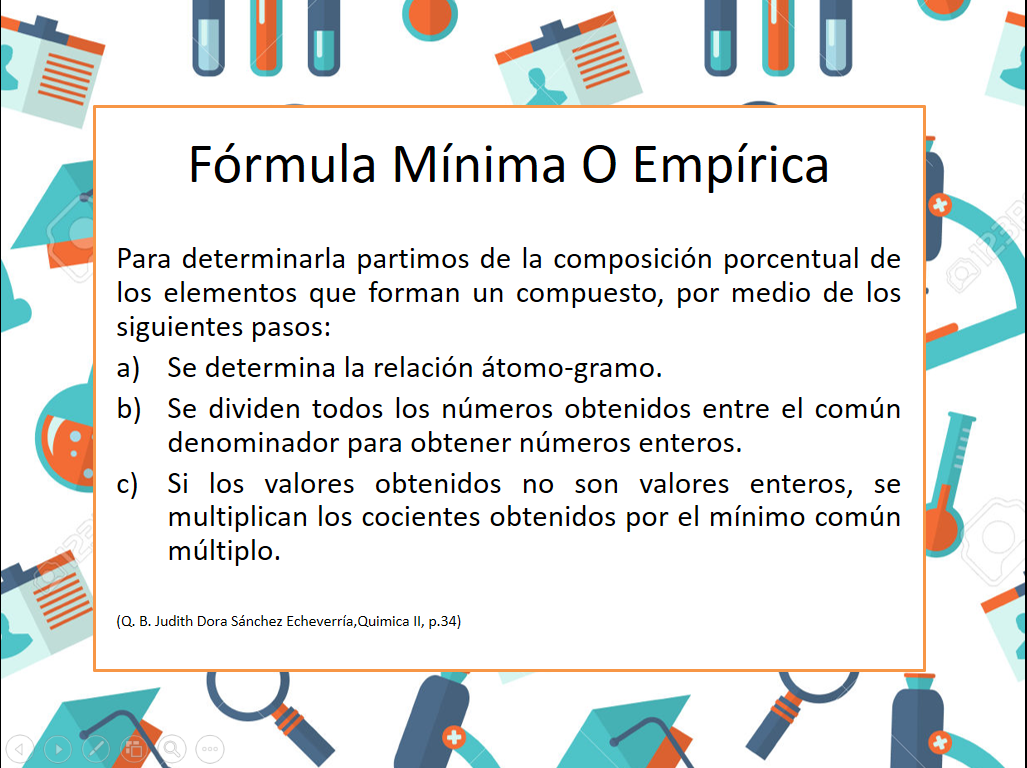 Fórmula Mínima O Empírica
Para determinarla partimos de la composición porcentual de
los elementos que forman un compuesto, por medio de los
siguientes pasos:
a) Se determina la relación átomo-gramo.
b) Se dividen todos los números obtenidos entre el común
denominador para obtener números enteros.
c) Si los valores obtenidos no son valores enteros, se
multiplican los cocientes obtenidos por el mínimo común
múltiplo.
(Q. B. Judith Dora Sánchez Echeverría,Quimica II, p.34)